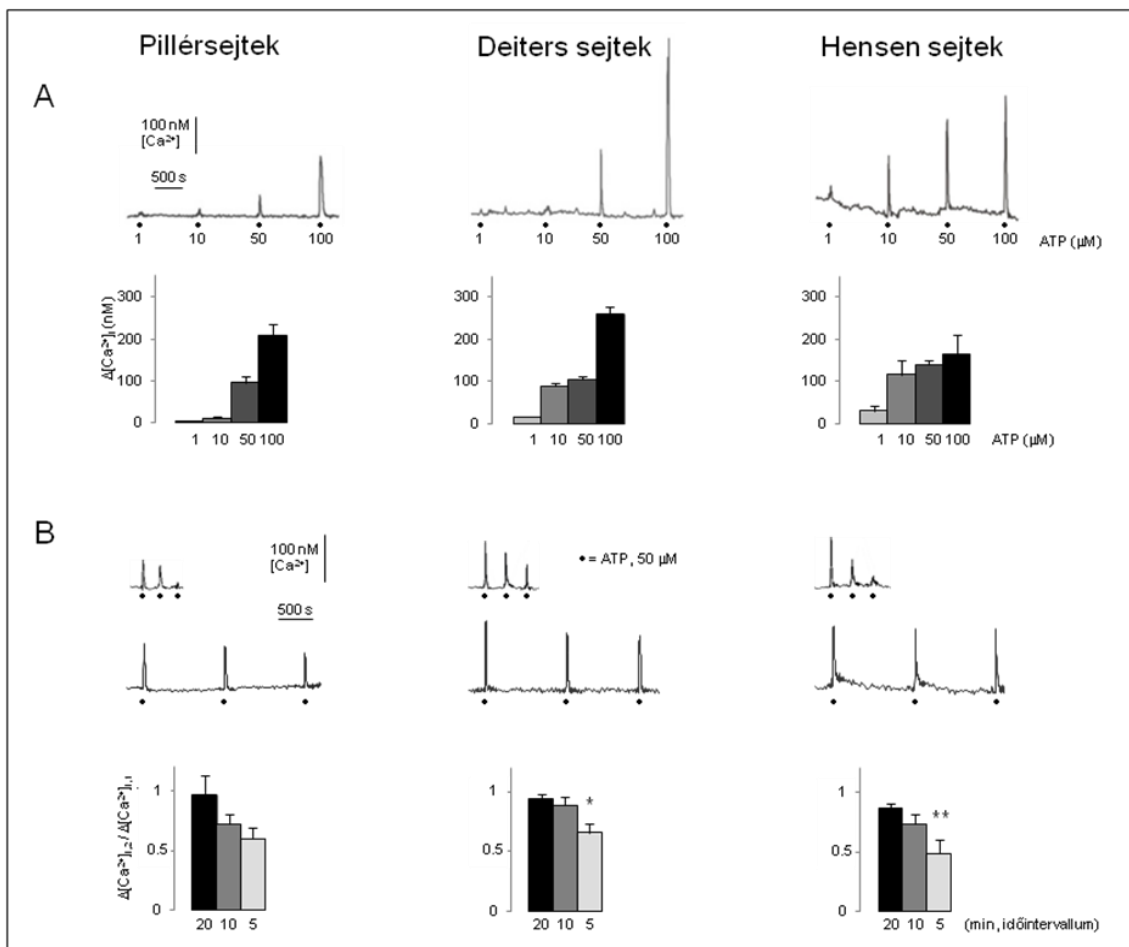 Pillérsejtek
Deiters sejtek
Hensen sejtek
A
100 nM
[Ca²⁺]
500 s
1 10 50 100
1 10 50 100
1 10 50 100 ATP (µM)
Δ[Ca²⁺]i (nM)
300
200
100
0
1 10 50 100
300
200
100
0
1 10 50 100
300
200
100
0
1 10 50 100 ATP (µM)
B
100 nM
[Ca²⁺]
500 s
= ATP, 50 µM
Δ[Ca²⁺]i,2 / Δ[Ca²⁺]i,1
1
0.5
0
20 10 5
1
0.5
0
*
20 10 5
1
0.5
0
**
20 10 5 (min, időintervallum)